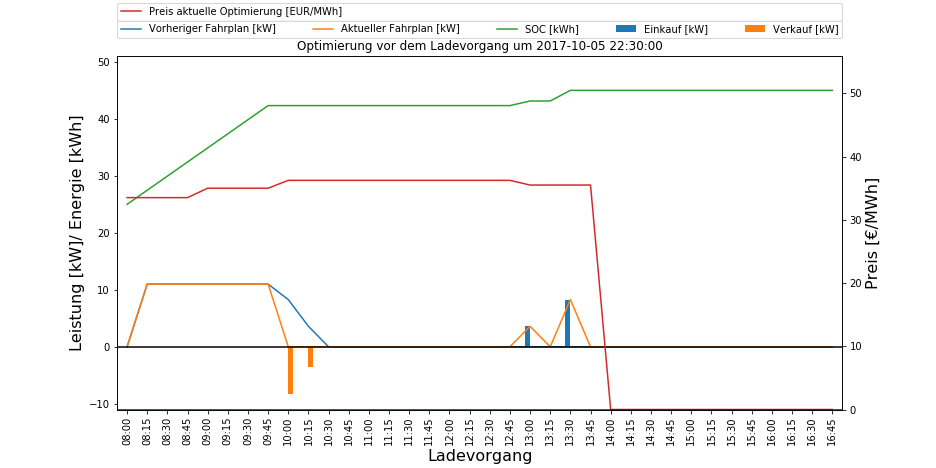 Preis aktuelle Optimierung [EUR/MWh]
Vorheriger Fahrplan [kW] Aktueller Fahrplan [kW] SOC [kWh] Einkauf [kW] Verkauf [kW]
Optimierung vor dem Ladevorgang um 2017-10-05 22:30:00
Leistung [kW]/ Energie [kWh]
50
40
30
20
10
0
−10
50
40
30
20
10
0
Preis [€/MWh]
08:00 08:15 08:30 08:45 09:00 09:15 09:30 09:45 10:00 10:15 10:30 10:45 11:00 11:15 11:30 11:45 12:00 12:15 12:30 12:45 13:00 13:15 13:30 13:45 14:00 14:15 14:30 14:45 15:00 15:15 15:30 15:45 16:00 16:15 16:30 16:45
Ladevorgang